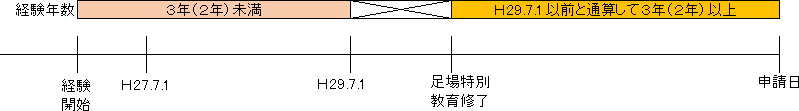 経験年数
３年（２年）未満
H29.7.1以前と通算して３年（２年）以上
経験
開始
H27.7.1
H29.7.1
足場特別
教育修了
申請日